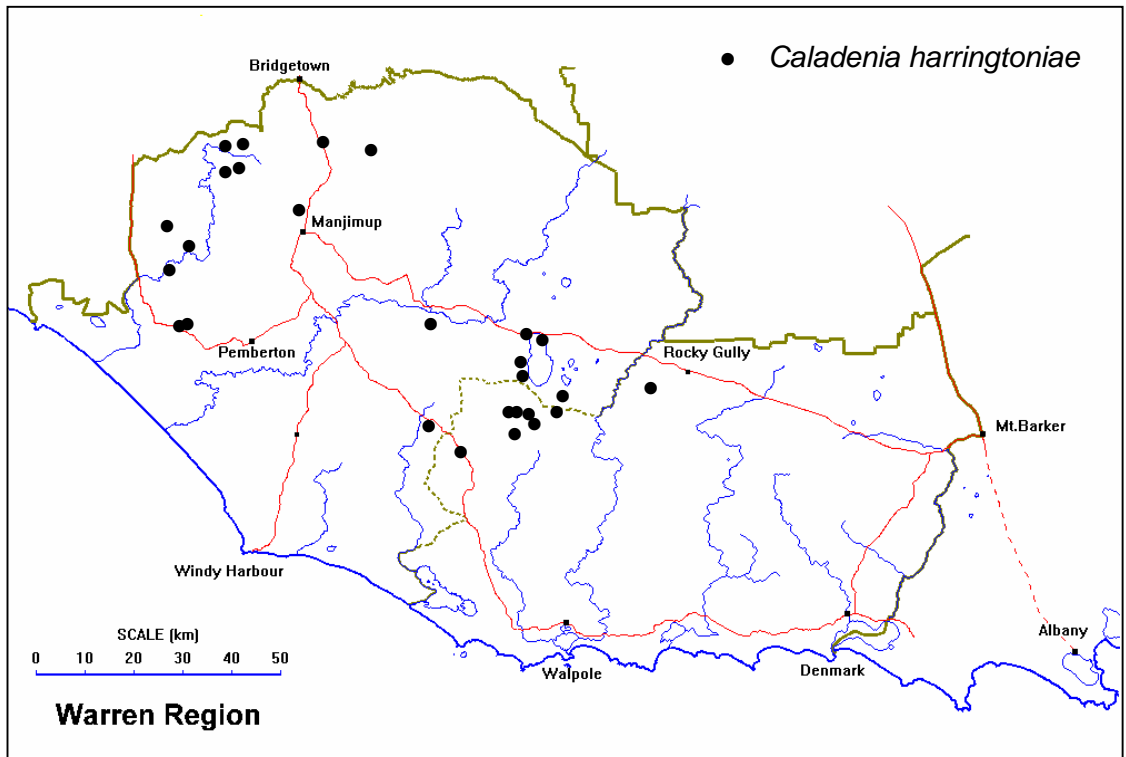 Caladenia harringtoniae
Bridgetown
Manjimup
Pemberton
Rocky Gully
Mt.Barker
Windy Harbour
SCALE (km)
0 10 20 30 40 50
Walpole
Denmark
Albany
Warren Region